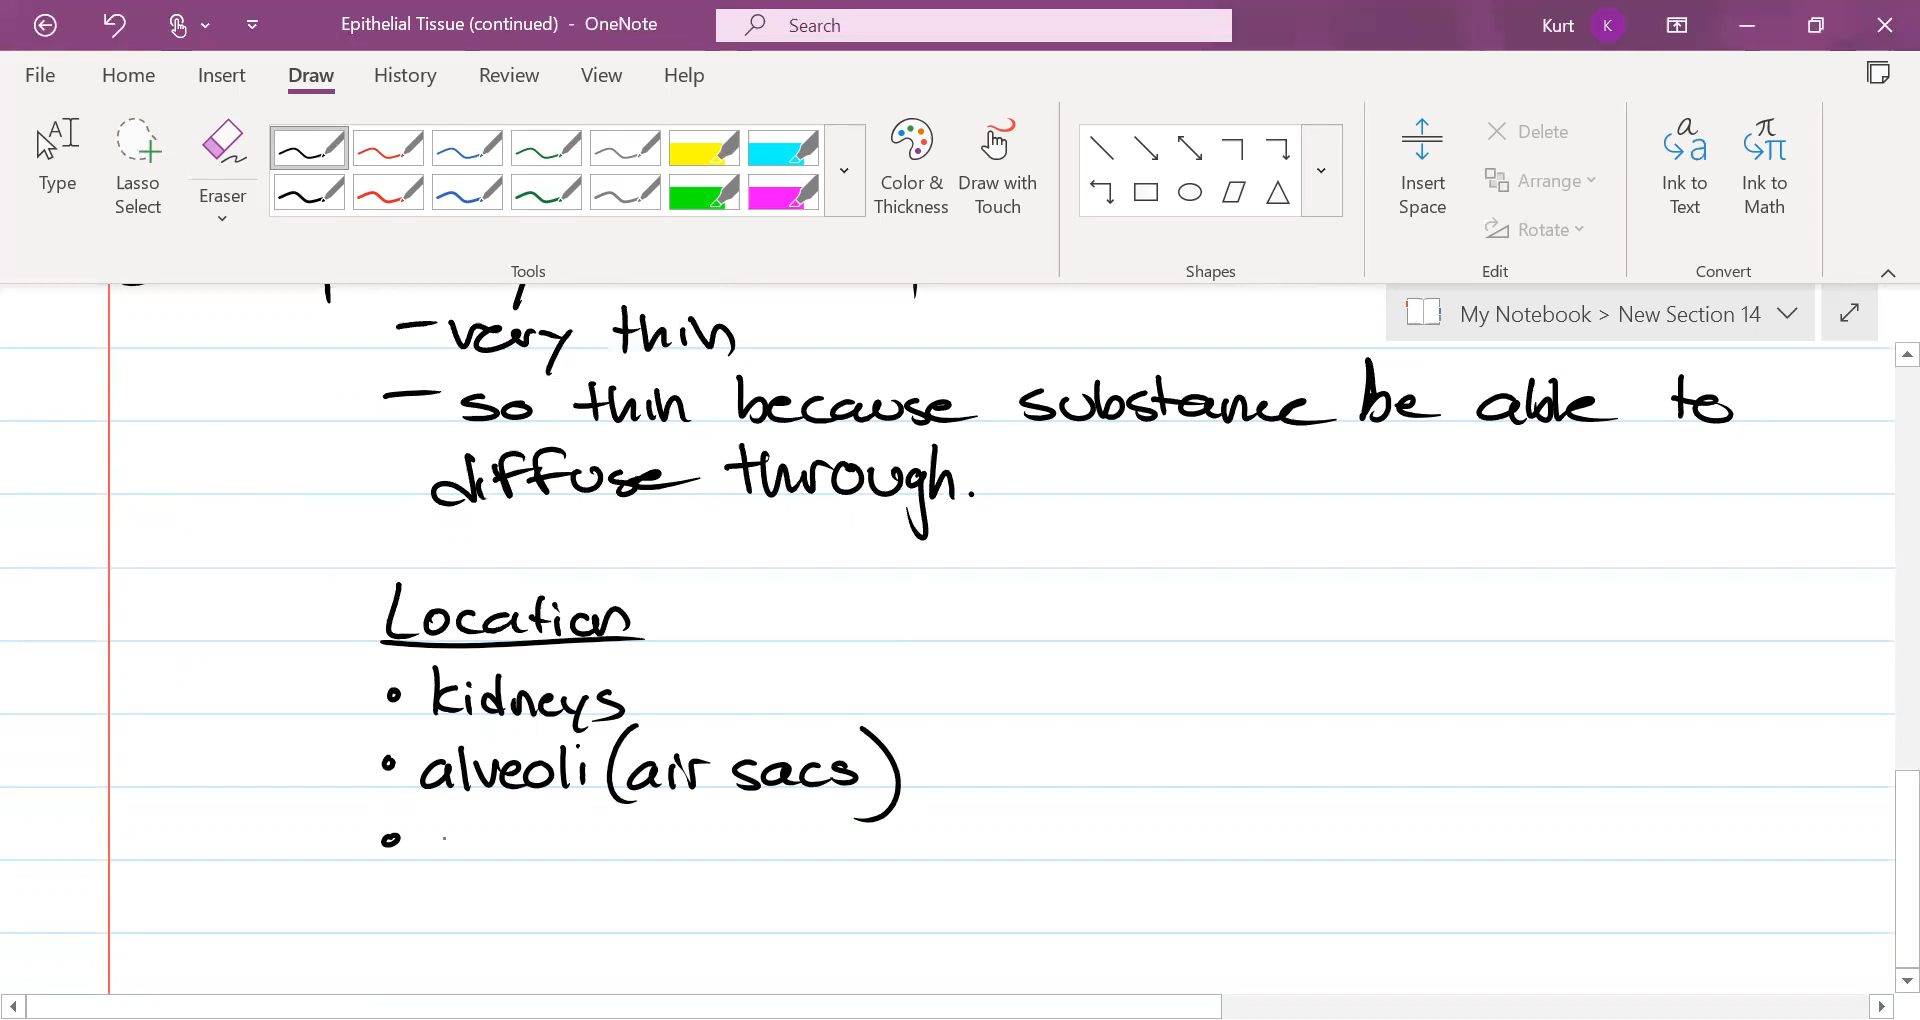 Epithelial Tissue (continued) - OneNote
Search
Kurt K
File Home Insert Draw History Review View Help
Type
Lasso Select
Eraser
Color & Thickness
Draw with Touch
Insert Space
Delete
Arrange
Rotate
Ink to Text
Ink to Math
Tools
Shapes
Edit
Convert
My Notebook > New Section 14
- very thin
- so thin because substance be able to
diffuse through.
Location
• kidneys
• alveoli (air sacs)
•